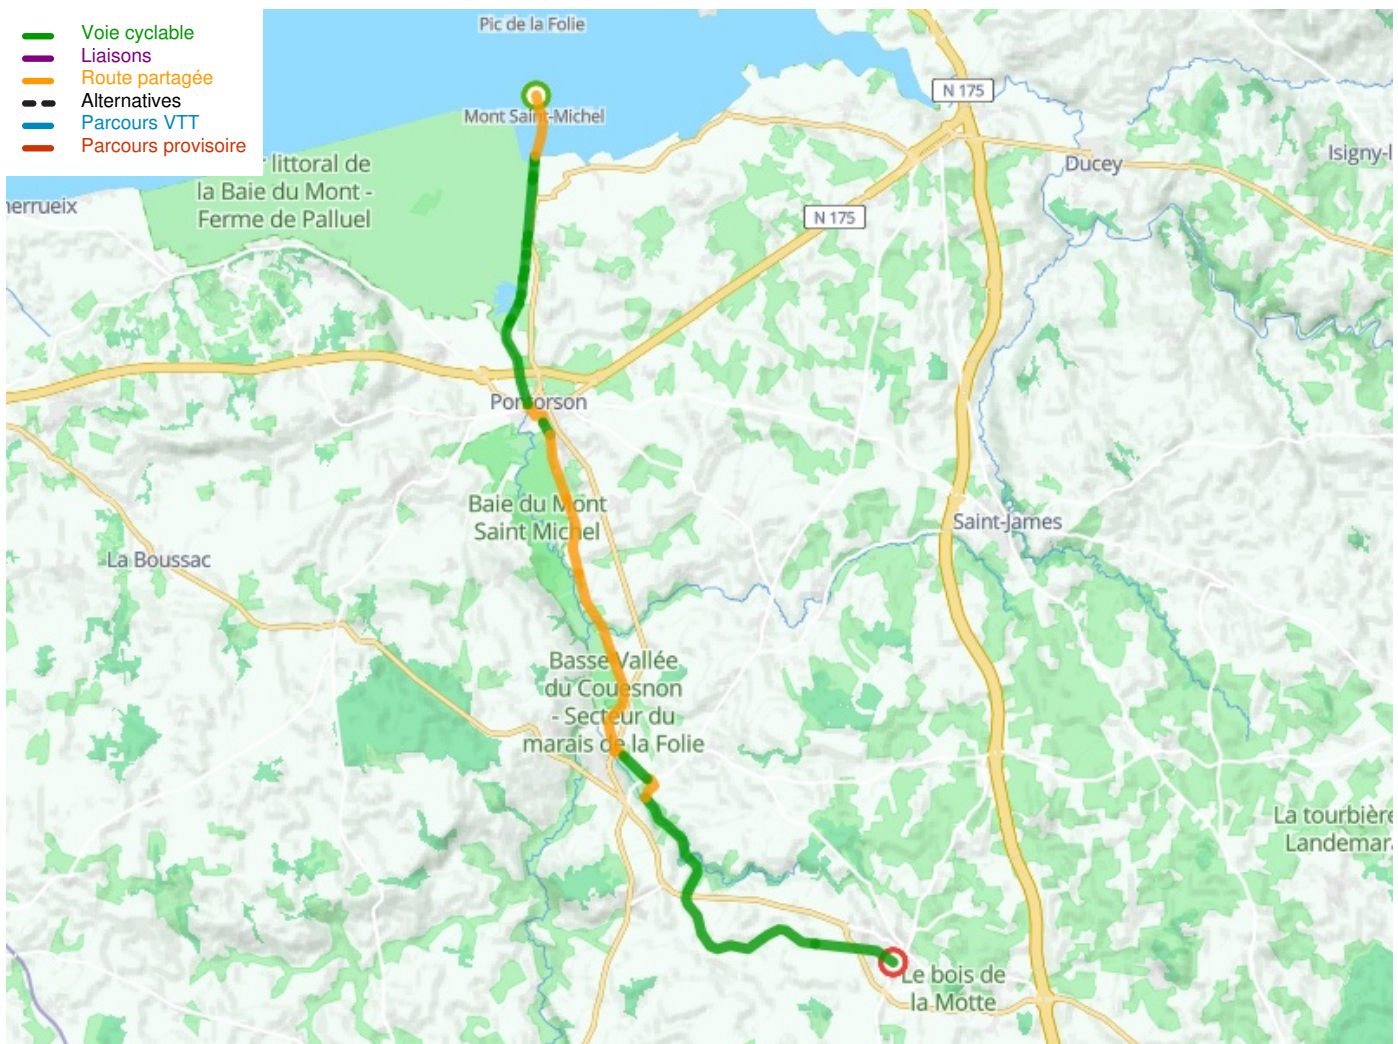 Voie cyclable
Liaisons
Route partagée
Alternatives
Parcours VTT
Parcours provisoire
Pic de la Folie
Mont Saint-Michel
N 175
Ducey
littoral de
la Baie du Mont -
Ferme de Palluel
N 175
Pontorson
Baie du Mont
Saint Michel
Saint-James
La Boussac
Basse Vallée
du Couesnon
- Secteur du
marais de la Folie
La tourbière
Le bois de
la Motte